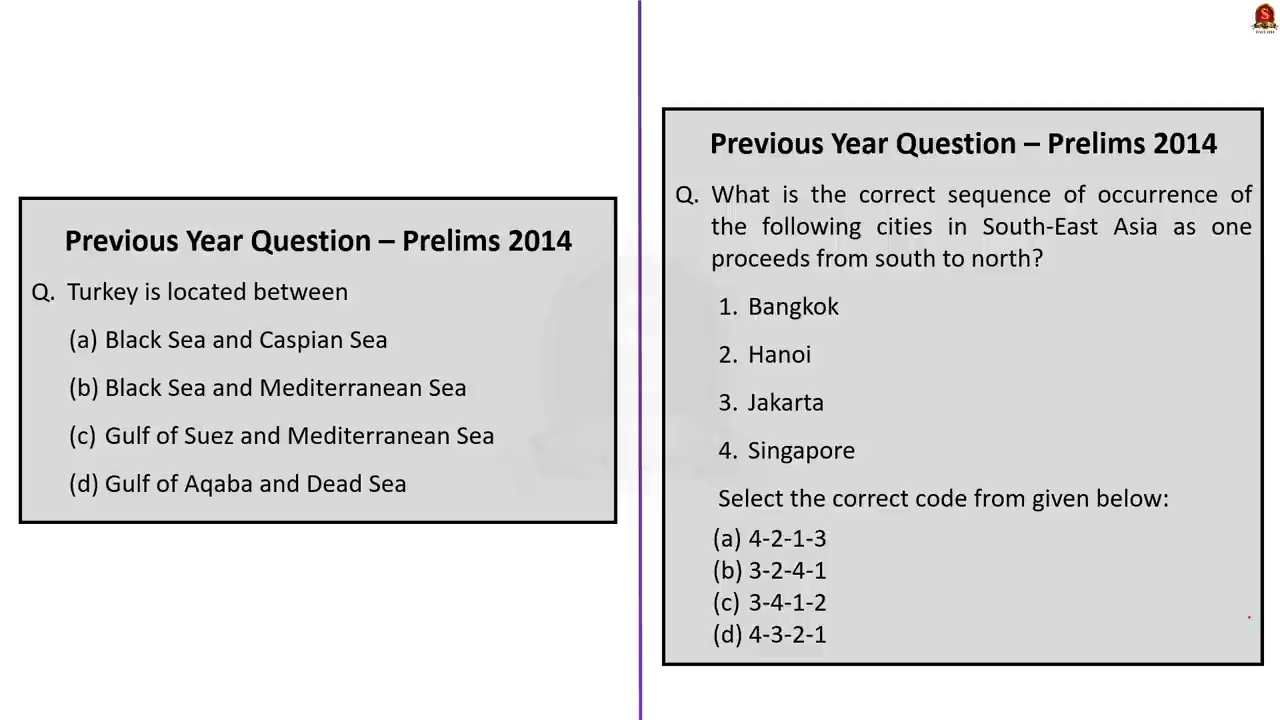 Previous Year Question – Prelims 2014
Q. Turkey is located between
(a) Black Sea and Caspian Sea
(b) Black Sea and Mediterranean Sea
(c) Gulf of Suez and Mediterranean Sea
(d) Gulf of Aqaba and Dead Sea
Previous Year Question – Prelims 2014
Q. What is the correct sequence of occurrence of
the following cities in South-East Asia as one
proceeds from south to north?
1. Bangkok
2. Hanoi
3. Jakarta
4. Singapore
Select the correct code from given below:
(a) 4-2-1-3
(b) 3-2-4-1
(c) 3-4-1-2
(d) 4-3-2-1